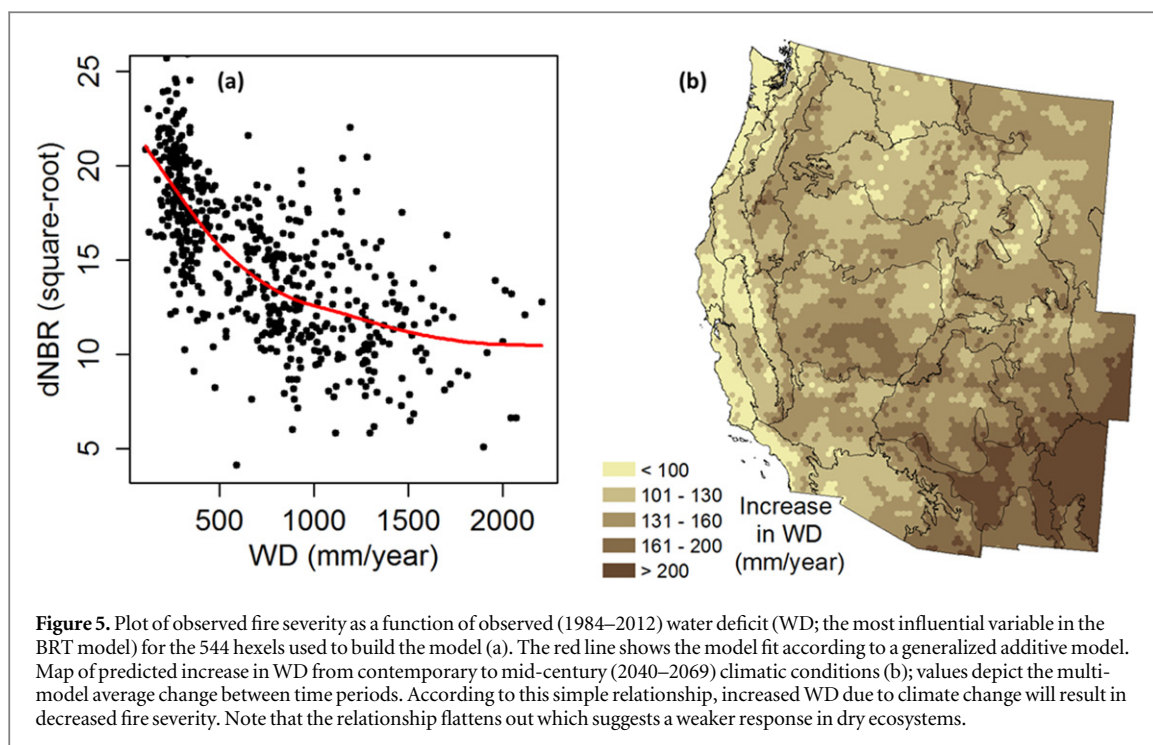 (a)
25
20
15
10
5
dNBR (square-root)
500 1000 1500 2000
WD (mm/year)
(b)
< 100
101 - 130
131 - 160
161 - 200
> 200
Increase
in WD
(mm/year)
Figure 5. Plot of observed fire severity as a function of observed (1984–2012) water deficit (WD; the most influential variable in the
BRT model) for the 544 hexels used to build the model (a). The red line shows the model fit according to a generalized additive model.
Map of predicted increase in WD from contemporary to mid-century (2040–2069) climatic conditions (b); values depict the multi-
model average change between time periods. According to this simple relationship, increased WD due to climate change will result in
decreased fire severity. Note that the relationship flattens out which suggests a weaker response in dry ecosystems.